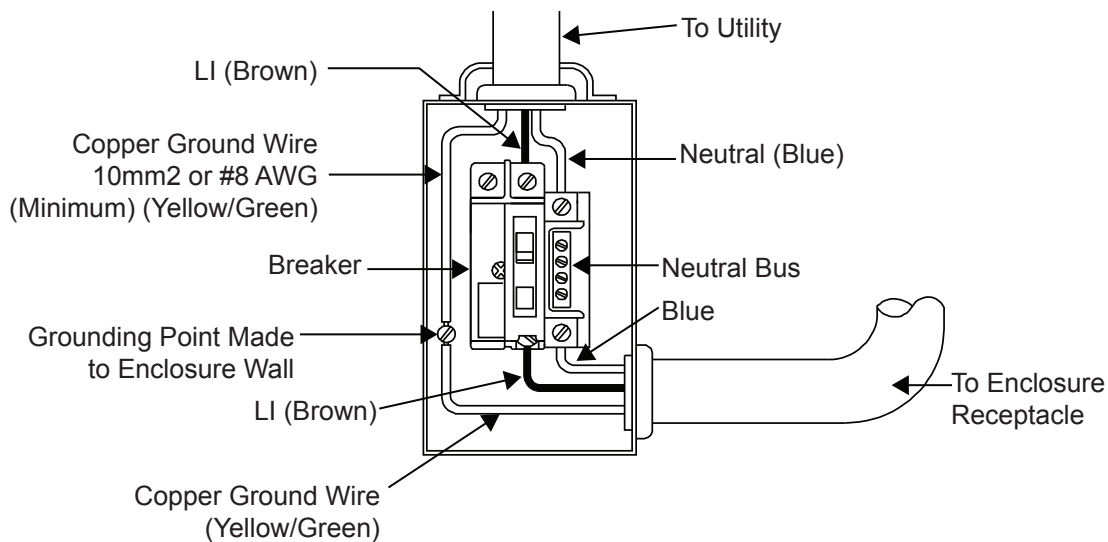 To Utility
LI (Brown)
Copper Ground Wire
10mm2 or #8 AWG
(Minimum) (Yellow/Green)
Neutral (Blue)
Breaker
Neutral Bus
Blue
Grounding Point Made
to Enclosure Wall
LI (Brown)
To Enclosure
Receptacle
Copper Ground Wire
(Yellow/Green)